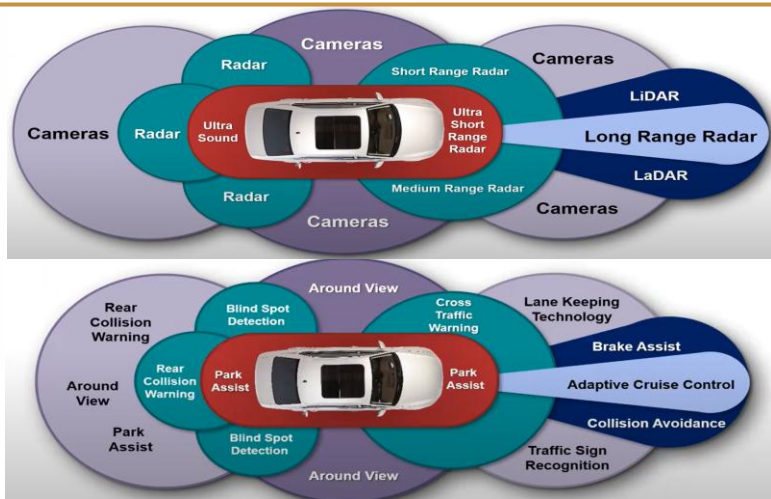 Cameras
Radar
Radar
Radar
Cameras
Cameras
Ultra
Sound
Ultra
Short
Range
Radar
Short Range Radar
Medium Range Radar
Cameras
Cameras
LiDAR
Long Range Radar
LaDAR
Rear
Collision
Warning
Around
View
Park
Assist
Blind Spot
Detection
Rear
Collision
Warning
Blind Spot
Detection
Around View
Around View
Park
Assist
Park
Assist
Cross
Traffic
Warning
Lane Keeping
Technology
Traffic Sign
Recognition
Brake Assist
Adaptive Cruise Control
Collision Avoidance